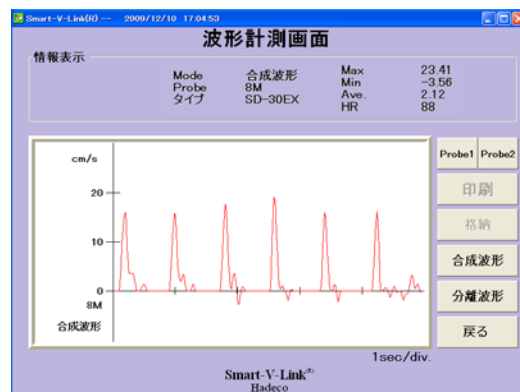 Smart-V-Link(R) -- 2009/12/10 17:04:53
波形計測画面
情報表示
Mode 合成波形 Max 23.41
Probe 8M Min -3.56
タイプ SD-30EX Ave. 2.12
HR 88
cm/s
20
10
0
8M
合成波形
1sec/div.
Probe1 Probe2
印刷
格納
合成波形
分離波形
戻る
Smart-V-Link(R)
Hadeco